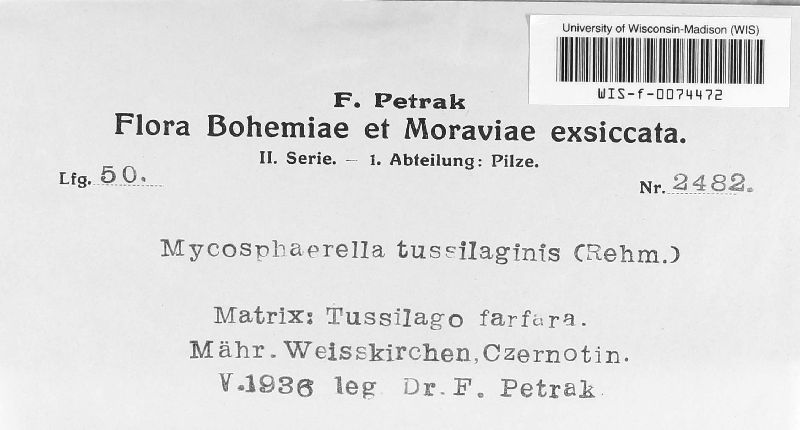 University of Wisconsin-Madison (WIS)
WIS-f-0074472
F. Petrak
Flora Bohemiae et Moraviae exsiccata.
II. Serie. — 1. Abteilung: Pilze.
Lfg. 50.
Nr. 2482.
Mycosphaerella tussilaginis (Rehm.)
Matrix: Tussilago farfara.
Mähr. Weisskirchen, Czernotin.
V.1936 leg Dr. F. Petrak